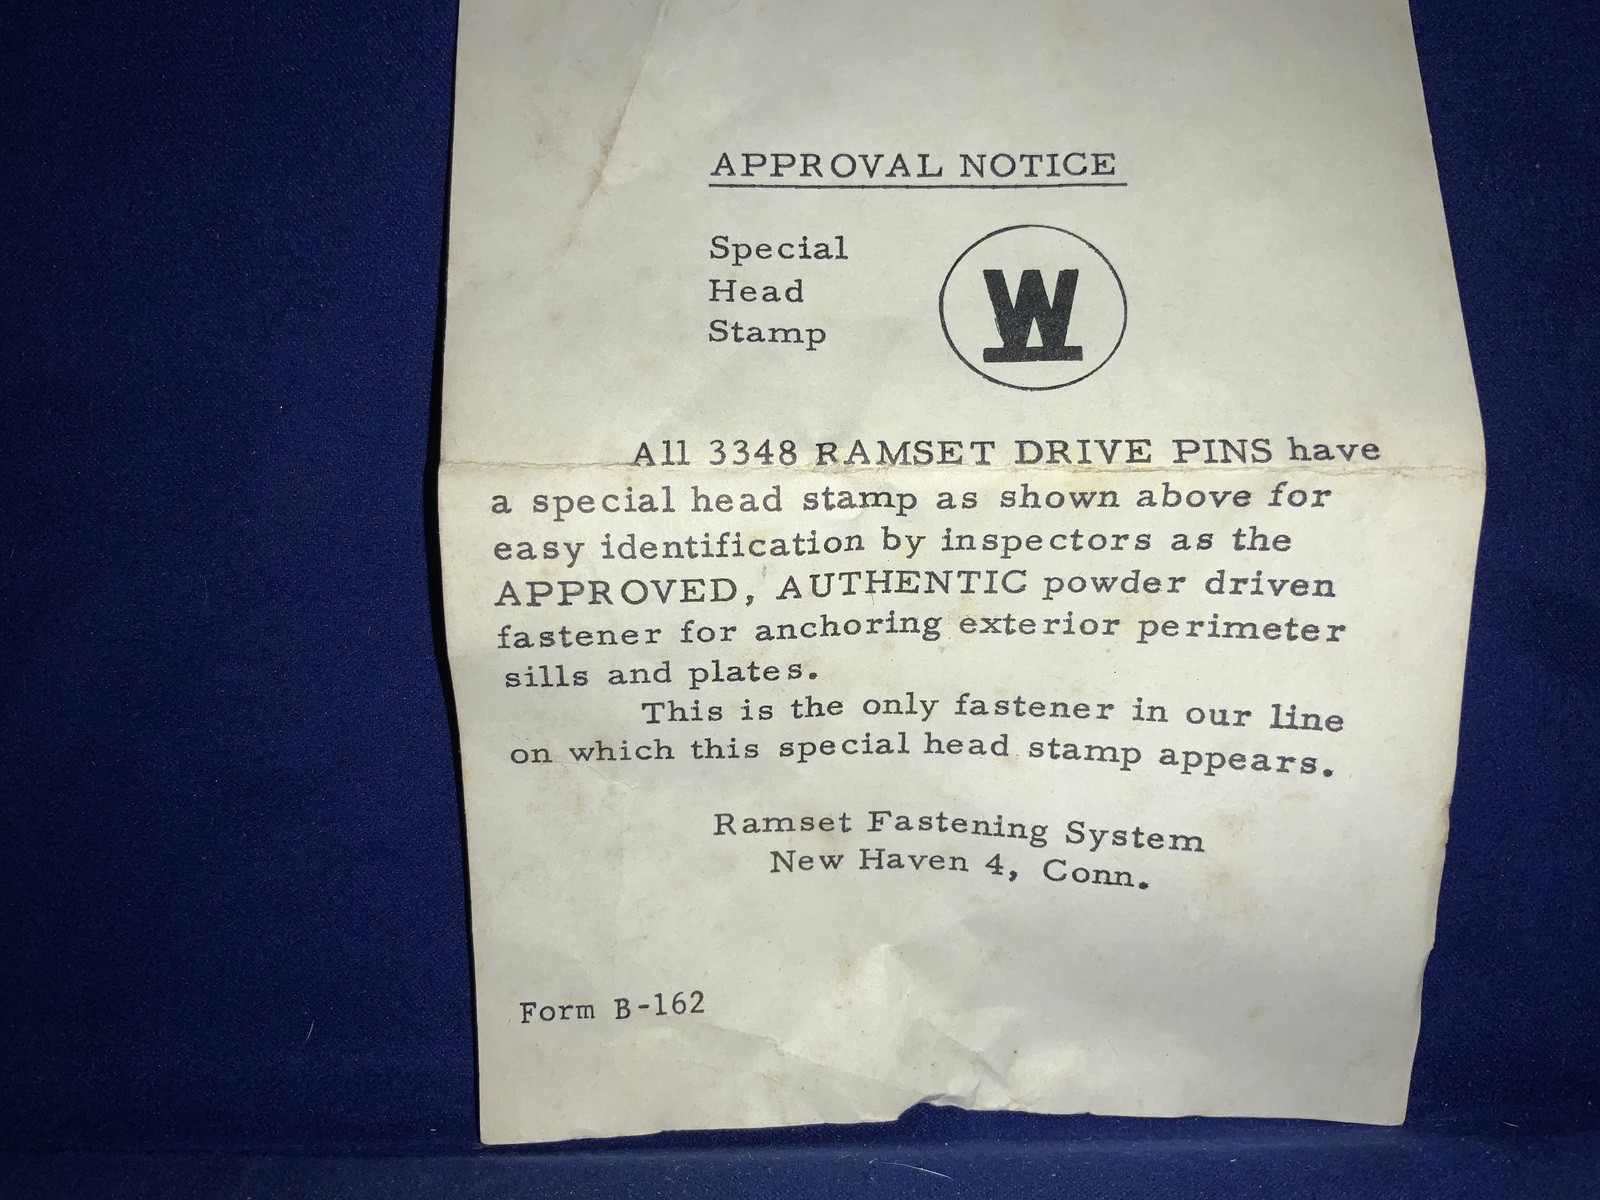 APPROVAL NOTICE
Special
Head
Stamp
W
All 3348 RAMSET DRIVE PINS have
a special head stamp as shown above for
easy identification by inspectors as the
APPROVED, AUTHENTIC powder driven
fastener for anchoring exterior perimeter
sills and plates.
This is the only fastener in our line
on which this special head stamp appears.
Ramset Fastening System
New Haven 4, Conn.
Form B-162